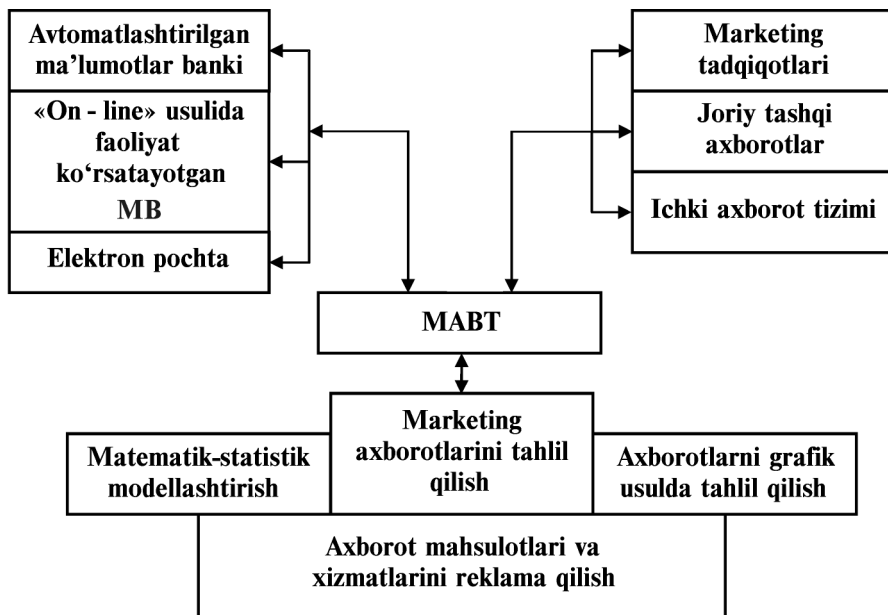 Avtomatlashtirilgan
ma’lumotlar banki
«On - line» usulida
faoliyat
ko‘rsatayotgan
MB
Elektron pochta
Marketing
tadqiqotlari
Joriy tashqi
axborotlar
Ichki axborot tizimi
MABT
Marketing
axborotlarini tahlil
qilish
Matematik-statistik
modellashtirish
Axborotlarni grafik
usulda tahlil qilish
Axborot mahsulotlari va
xizmatlarini reklama qilish